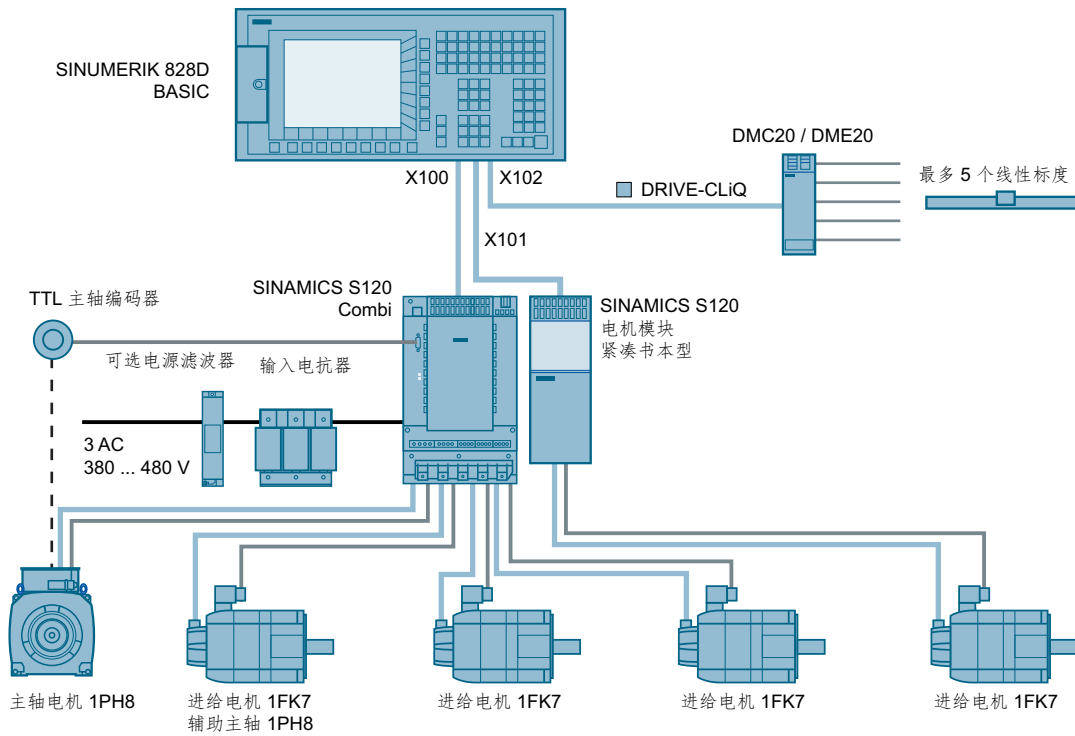 SINUMERIK 828D
BASIC
X100
X102
DMC20 / DME20
DRIVE-CLiQ
最多 5 个线性标度
X101
SINAMICS S120
Combi
TTL 主轴编码器
SINAMICS S120
电机模块
紧凑书本型
可选电源滤波器
输入电抗器
3 AC
380 ... 480 V
主轴电机 1PH8
进给电机 1FK7
辅助主轴 1PH8
进给电机 1FK7
进给电机 1FK7
进给电机 1FK7